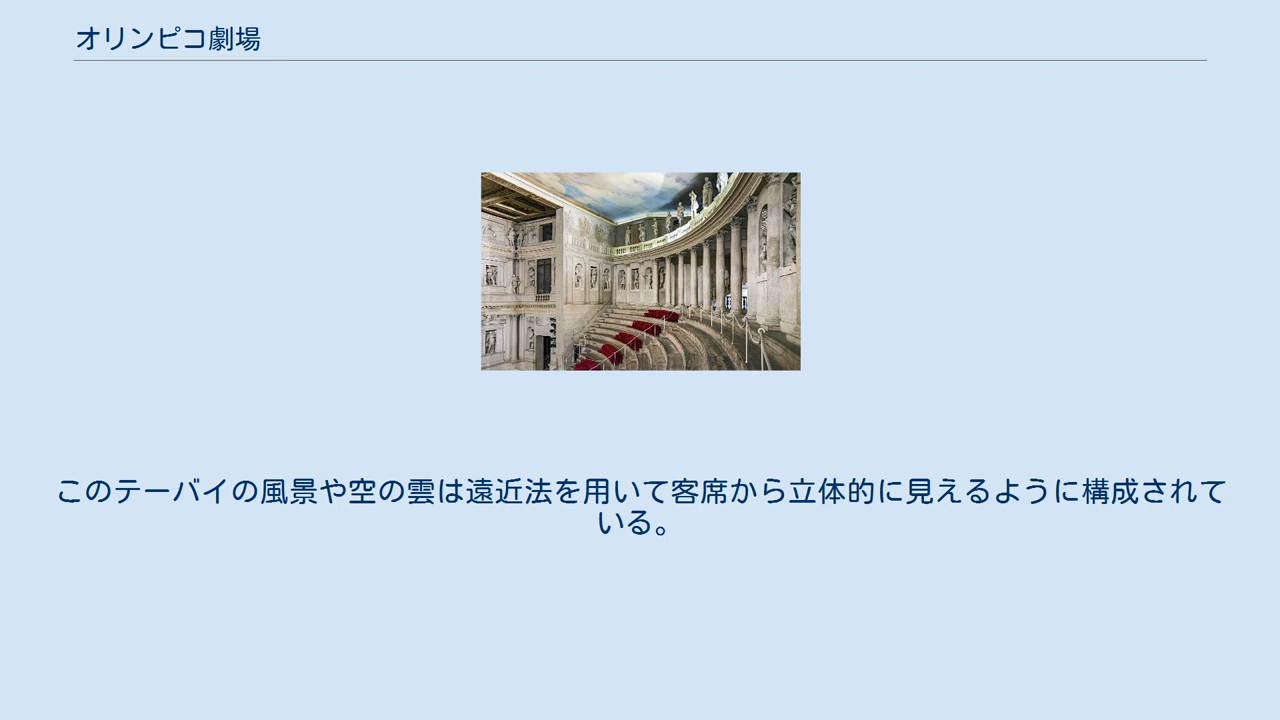 オリンピコ劇場
このテーバイの風景や空の雲は遠近法を用いて客席から立体的に見えるように構成されて
いる。